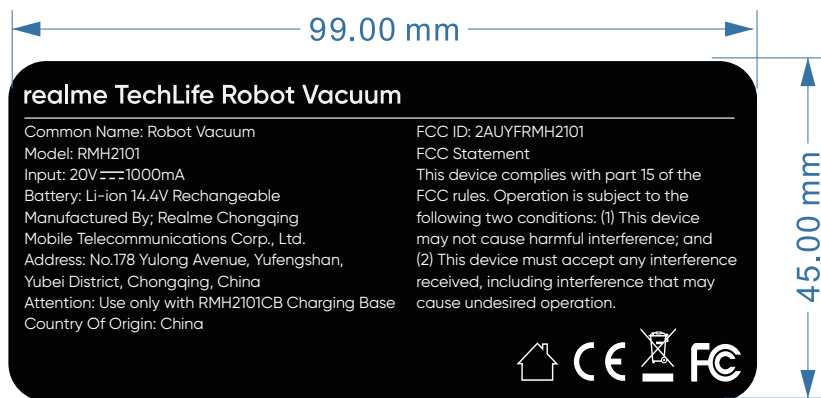 99.00 mm
45.00 mm
realme TechLife Robot Vacuum
Common Name: Robot Vacuum
Model: RMH2101
Input: 20V⎓1000mA
Battery: Li-ion 14.4V Rechargeable
Manufactured By; Realme Chongqing
Mobile Telecommunications Corp., Ltd.
Address: No.178 Yulong Avenue, Yufengshan,
Yubei District, Chongqing, China
Attention: Use only with RMH2101CB Charging Base
Country Of Origin: China
FCC ID: 2AUYFRMH2101
FCC Statement
This device complies with part 15 of the
FCC rules. Operation is subject to the
following two conditions: (1) This device
may not cause harmful interference; and
(2) This device must accept any interference
received, including interference that may
cause undesired operation.
CE FC